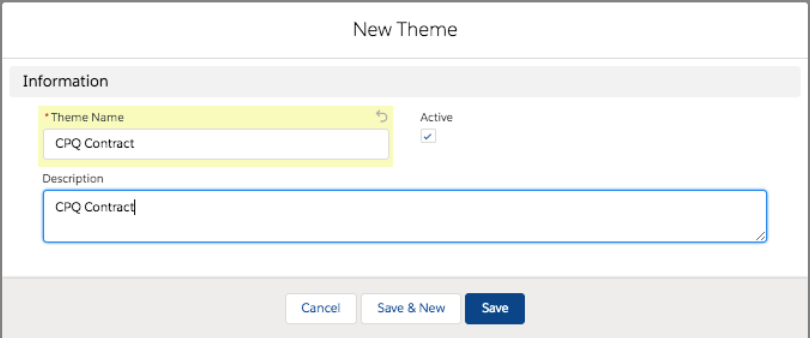 New Theme
Information
* Theme Name
Active
CPQ Contract
Description
CPQ Contract
Cancel
Save & New
Save